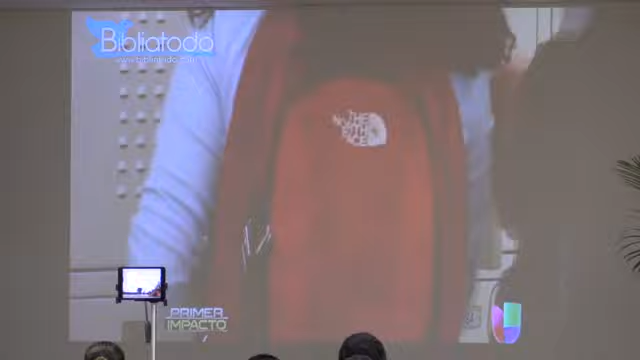 Bibliatodo
www.bibliatodo.com
THE
NORTH
FACE
PRIMER
IMPACTO